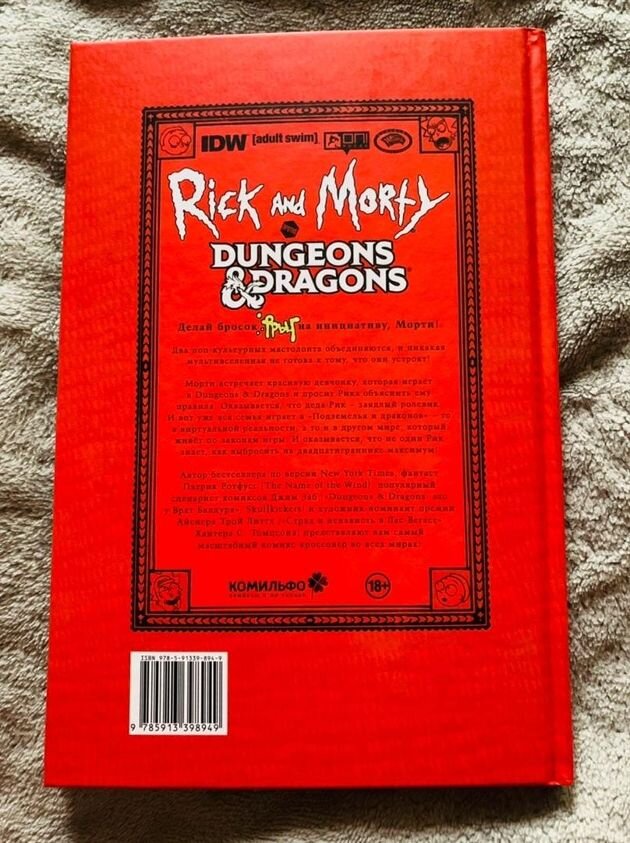 IDW [adult swim]
Rick and Morty
VS
DUNGEONS
& DRAGONS®
Делай бросок РЫГ на инициативу, Морти!
Два поп-культурных мастодонта объединяются, и никакая
мультивселенная не готова к тому, что они устроят!
Морти встречает красивую девчонку, которая играет
в Dungeons & Dragons и просит Рика объяснить ему
правила. Оказывается, что деда Рик – заядлый ролевик.
И вот уже вся семья играет в «Подземелья и драконов» – то
в виртуальной реальности, а то и в другом мире, который
живёт по законам игры. И оказывается, что не один Рик
знает, как выбросить на двадцатиграннике максимум!
Автор бестселлера по версии New York Times, фантаст
Патрик Ротфусс (The Name of the Wind), популярный
сценарист комиксов Джим Заб (Dungeons & Dragons:
у Врат Балдура», Skullkickers) и художник-номинант премии
Айснера Трой Литтл («Страх и ненависть в Лас-Вегасе»
Хантера С. Томпсона) представляют вам самый
масштабный комикс-кроссовер во всех мирах!
КОМИЛЬФО
18+
ISBN 978-5-91339-894-9
9 785913 398949